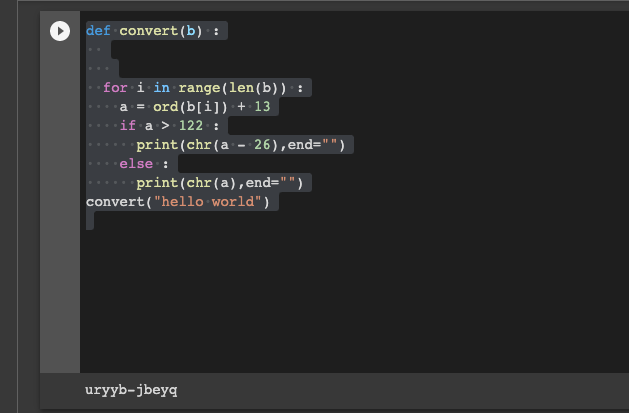 def convert(b) :
  for i in range(len(b)) :
    a = ord(b[i]) + 13
    if a > 122 :
      print(chr(a - 26),end="")
    else :
      print(chr(a),end="")
convert("hello world")
uryyb-jbeyq